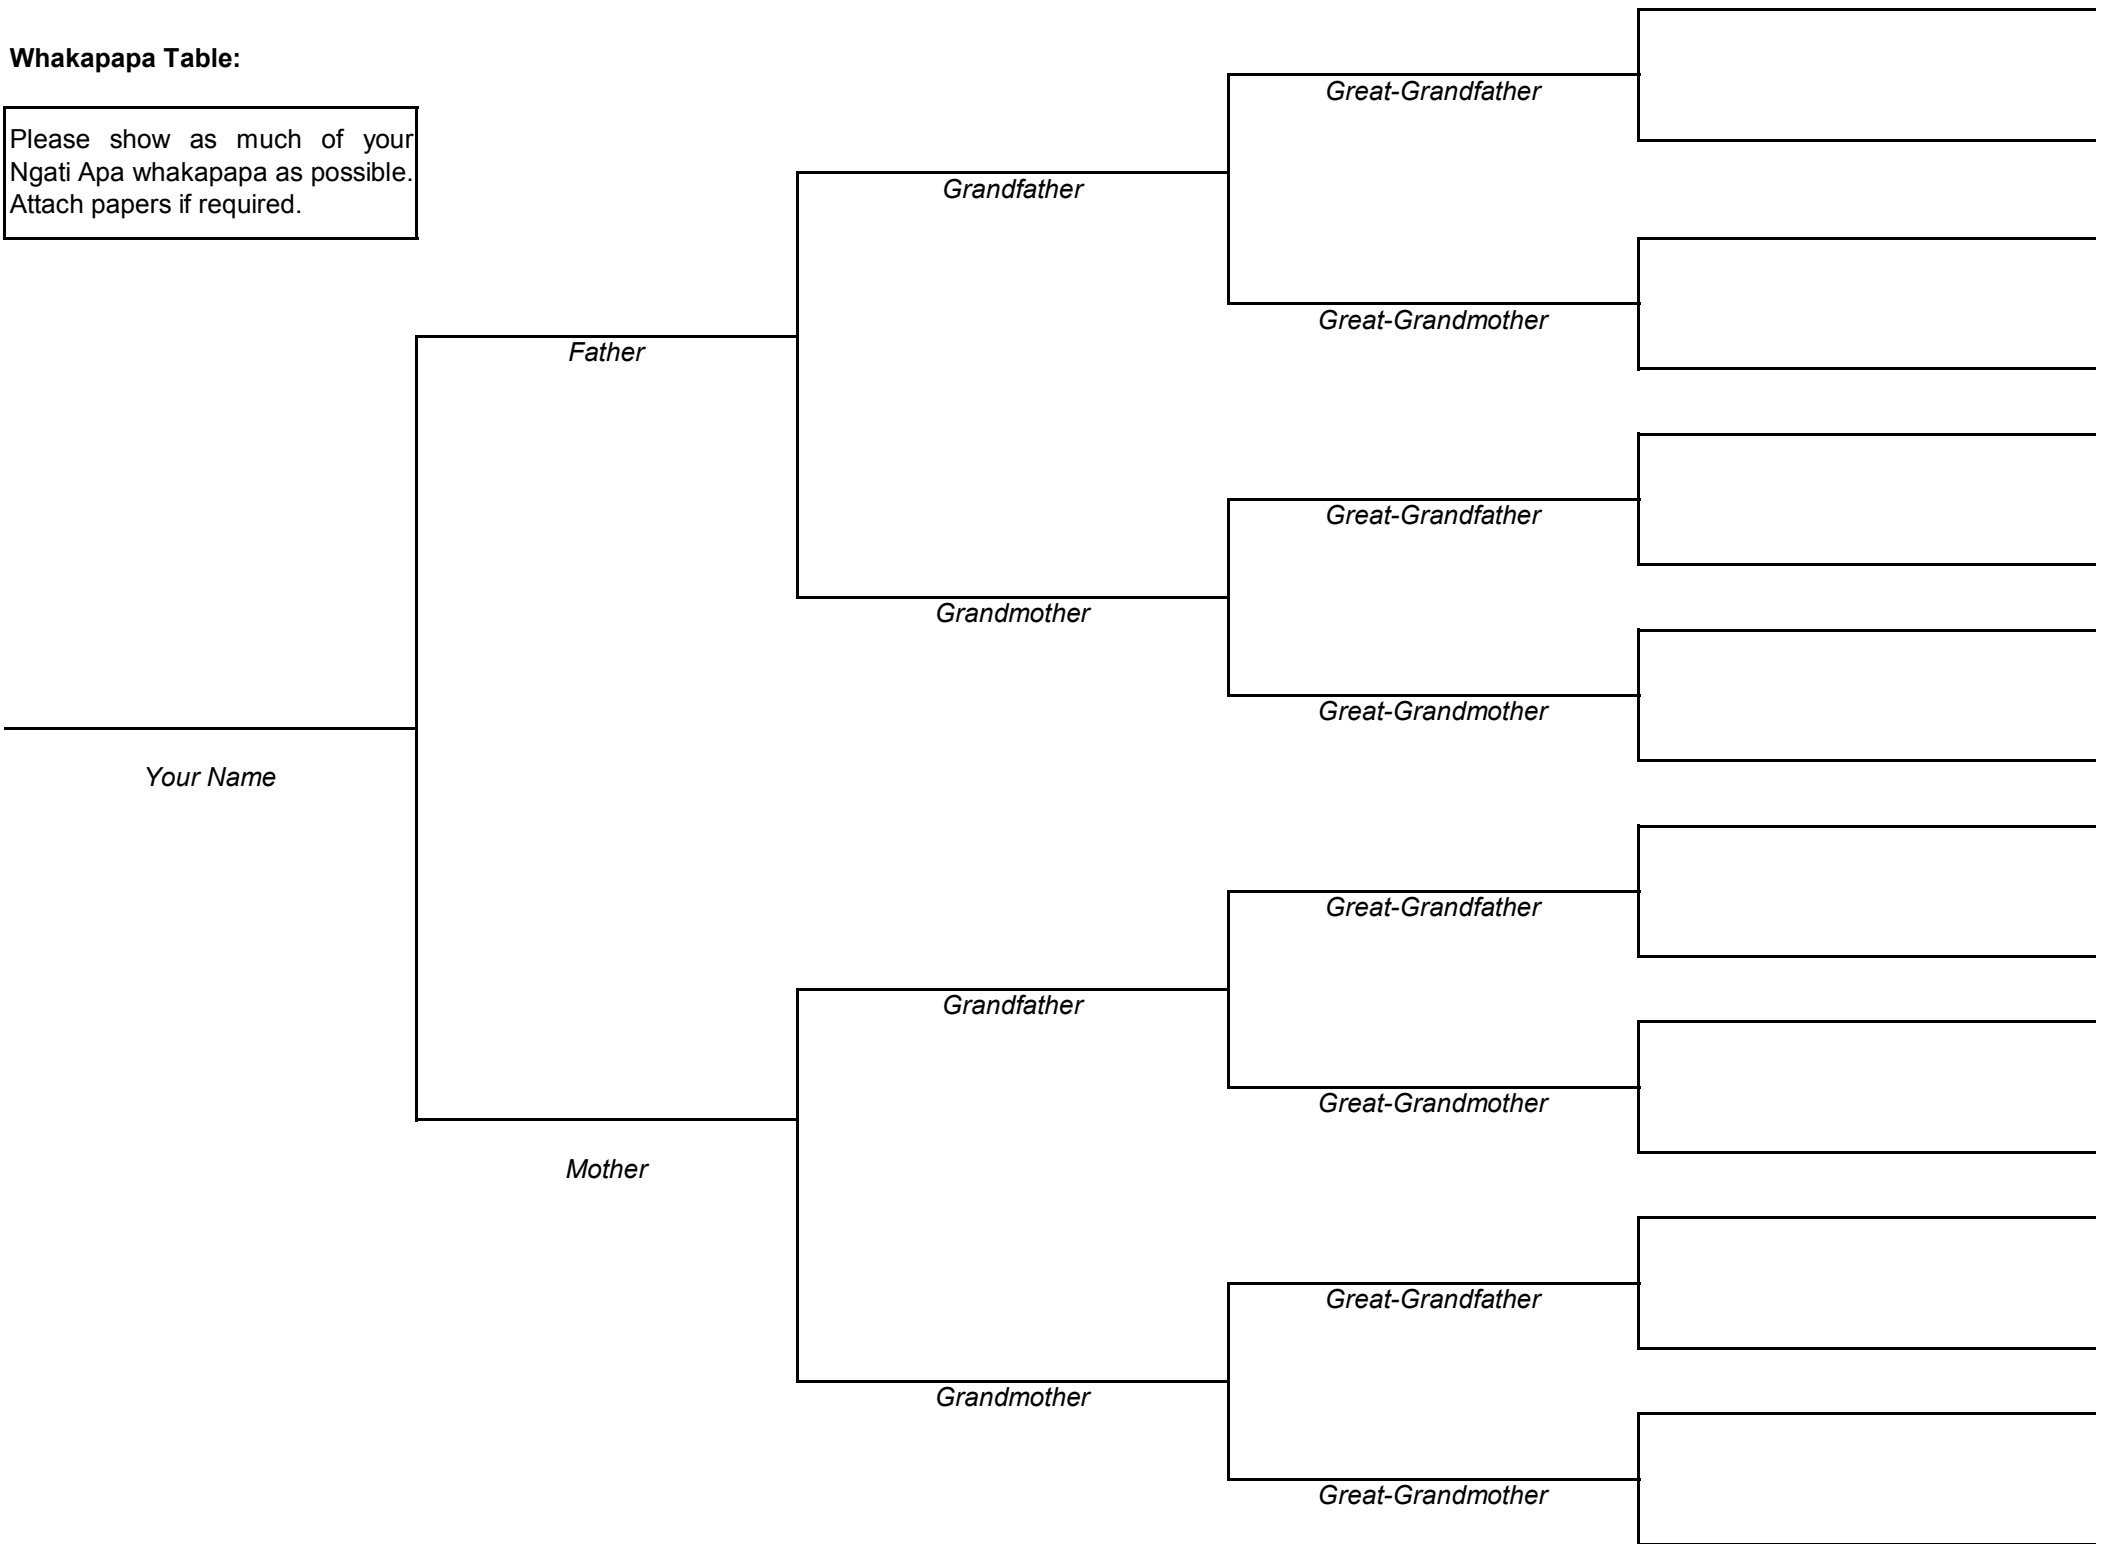 Whakapapa Table:
Please show as much of your
Ngati Apa whakapapa as possible.
Attach papers if required.
Great-Grandfather
Grandfather
Great-Grandmother
Father
Great-Grandfather
Grandmother
Great-Grandmother
Your Name
Great-Grandfather
Grandfather
Great-Grandmother
Mother
Great-Grandfather
Grandmother
Great-Grandmother